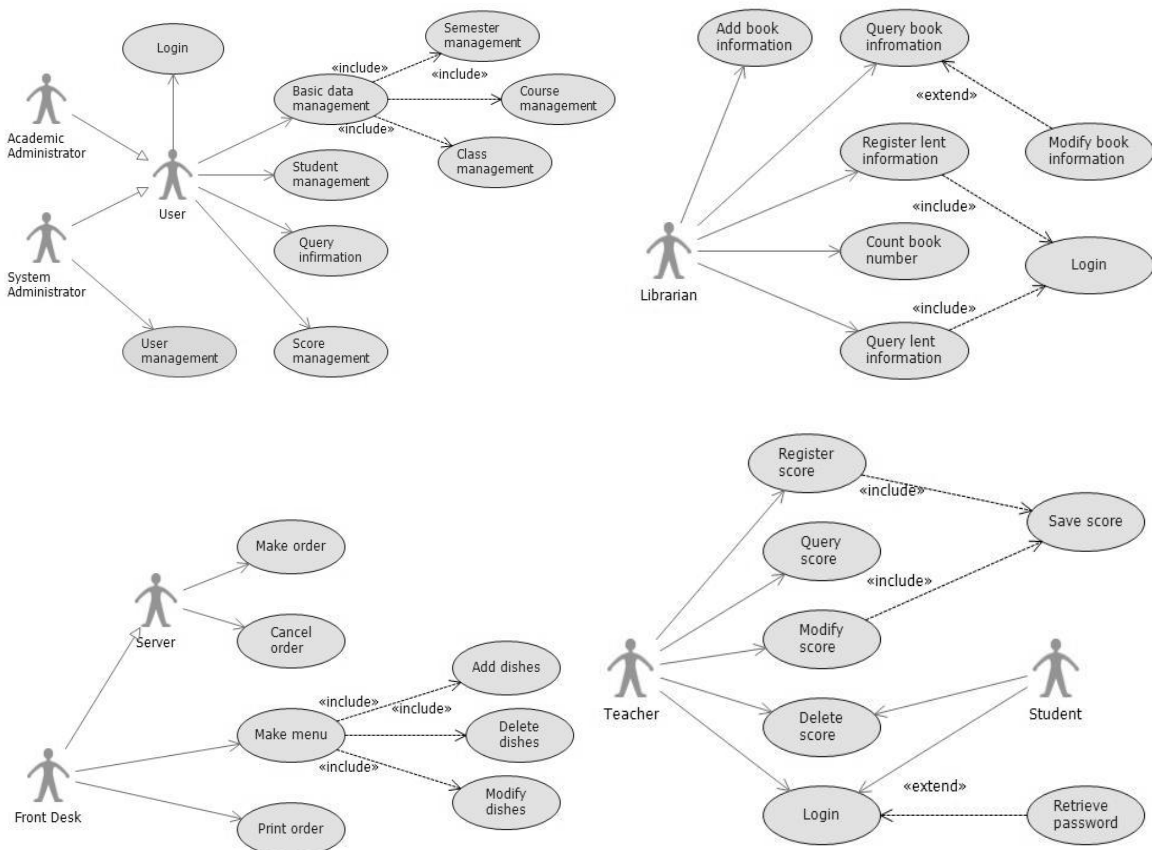 Login
Semester
management
«include»
«include»
Basic data
management
Course
management
«include»
Class
management
Academic
Administrator
Student
management
User
Query
infirmation
System
Administrator
User
management
Score
management
Add book
information
Query book
infromation
«extend»
Register lent
information
Modify book
information
«include»
Count book
number
Login
Librarian
«include»
Query lent
information
Make order
Server
Cancel
order
Add dishes
«include»
«include»
Make menu
Delete
dishes
«include»
Modify
dishes
Front Desk
Print order
Register
score
«include»
Save score
Query
score
«include»
Modify
score
Teacher
Delete
score
Student
«extend»
Login
Retrieve
password